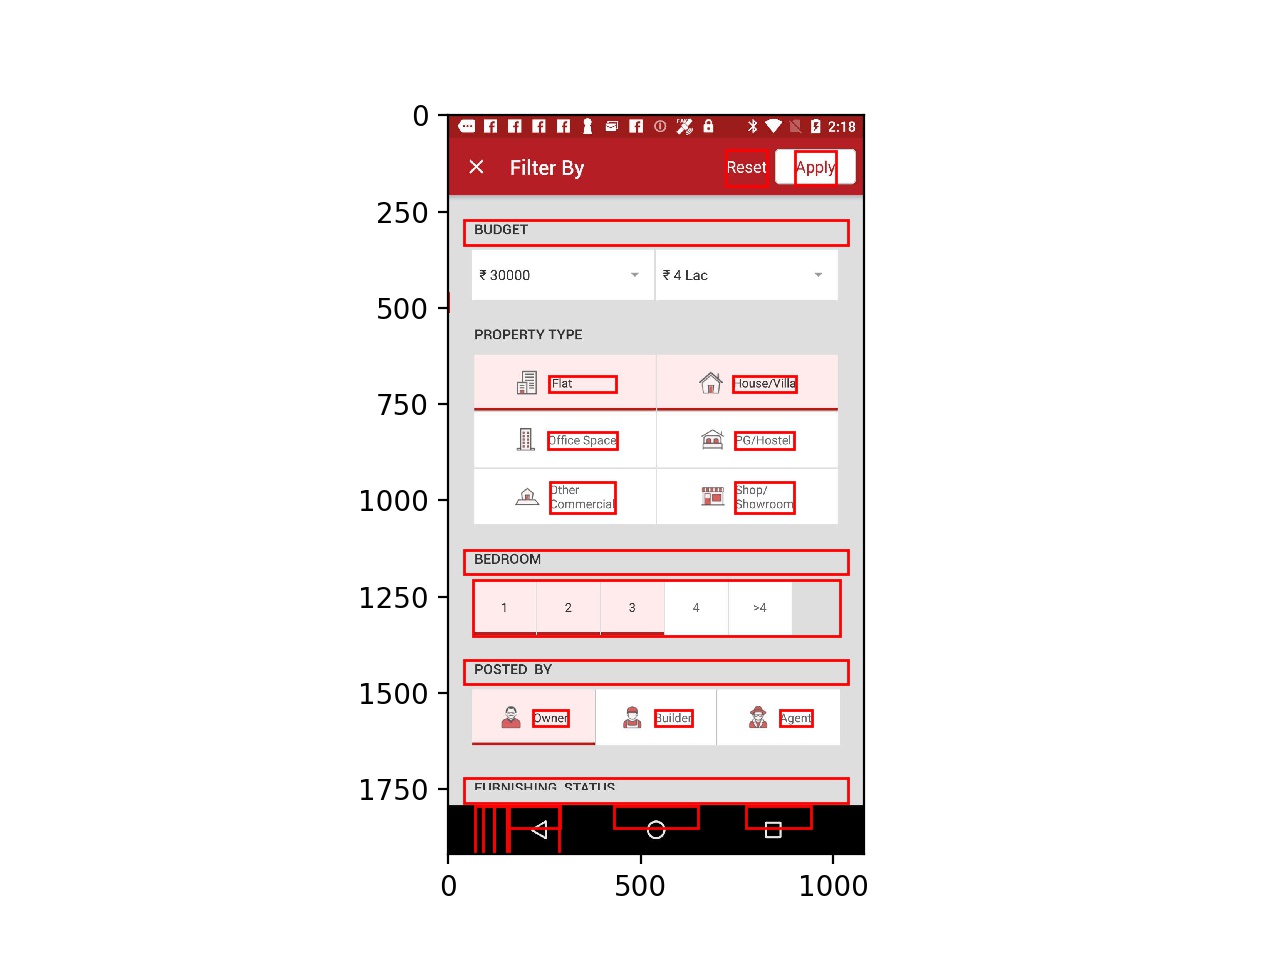 0
250
500
750
1000
1250
1500
1750
0 500 1000
2:18
Filter By Reset Apply
BUDGET
₹ 30000 ₹ 4 Lac
PROPERTY TYPE
Flat House/Villa
Office Space PG/Hostel
Other Commercial Shop/ Showroom
BEDROOM
1 2 3 4 >4
POSTED BY
Owner Builder Agent
FURNISHING STATUS